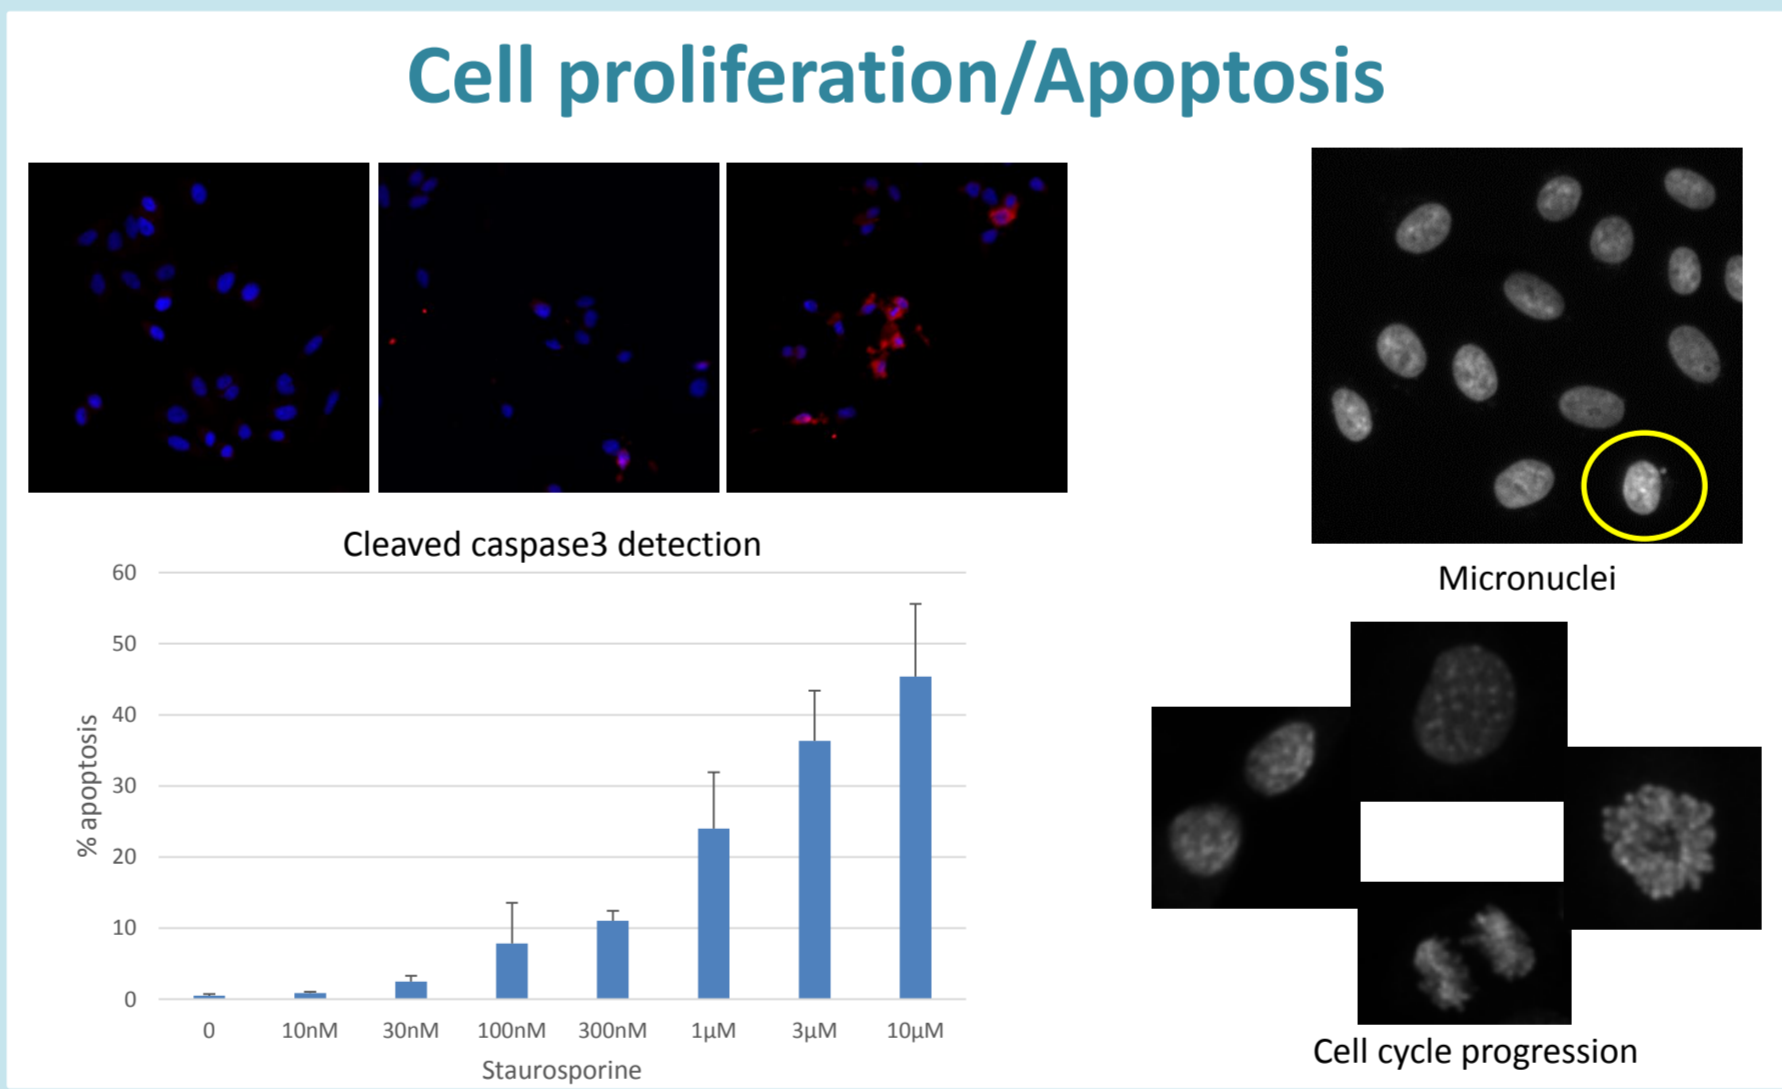 Cell proliferation/Apoptosis
Cleaved caspase3 detection
60
50
40
30
20
10
0
% apoptosis
0 10nM 30nM 100nM 300nM 1µM 3µM 10µM
Staurosporine
Micronuclei
Cell cycle progression